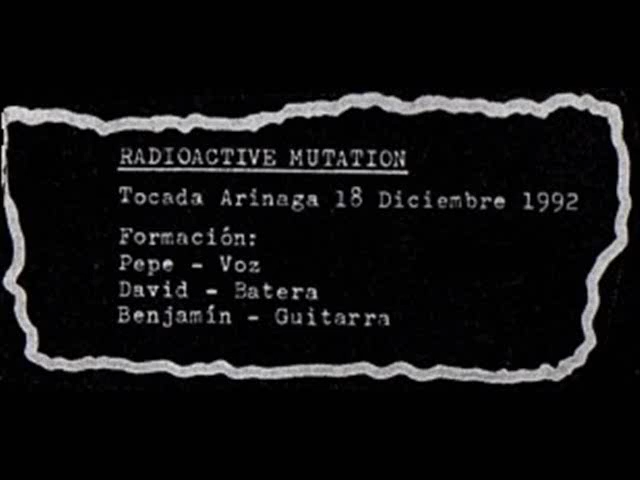 RADIOACTIVE MUTATION
Tocada Arinaga 18 Diciembre 1992
Formación:
Pepe - Voz
David - Batera
Benjamín - Guitarra